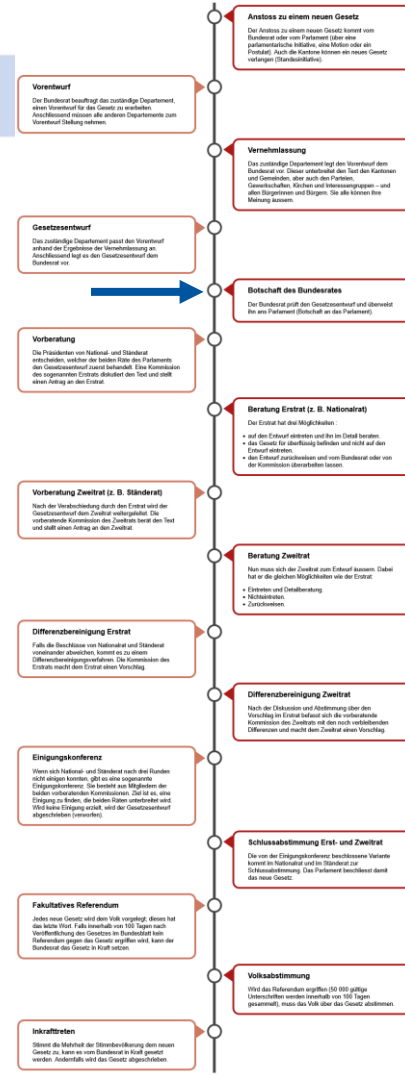 Anstoss zu einem neuen Gesetz
Der Anstoss zu einem neuen Gesetz kommt vom
Bundesrat oder vom Parlament (über eine
parlamentarische Initiative, eine Motion oder ein
Postulat). Auch die Kantone können ein neues Gesetz
verlangen (Standesinitiative).
Vorentwurf
Der Bundesrat beauftragt das zuständige Departement,
einen Vorentwurf für das Gesetz zu erarbeiten.
Anschliessend müssen alle anderen Departemente zum
Vorentwurf Stellung nehmen.
Vernehmlassung
Das zuständige Departement legt den Vorentwurf dem
Bundesrat vor. Dieser unterbreitet den Text den Kantonen
und Gemeinden, aber auch den Parteien,
Gewerkschaften, Kirchen und Interessengruppen – und
allen Bürgerinnen und Bürgern. Sie alle können ihre
Meinung äussern.
Gesetzesentwurf
Das zuständige Departement passt den Vorentwurf
anhand der Ergebnisse der Vernehmlassung an.
Anschliessend legt es den Gesetzesentwurf dem
Bundesrat vor.
Botschaft des Bundesrates
Der Bundesrat prüft den Gesetzesentwurf und überweist
ihn ans Parlament (Botschaft an das Parlament).
Vorberatung
Die Präsidenten von National- und Ständerat
entscheiden, welcher der beiden Räte des Parlaments
den Gesetzesentwurf zuerst behandelt. Eine Kommission
des sogenannten Erstrats diskutiert den Text und stellt
einen Antrag an den Erstrat.
Beratung Erstrat (z. B. Nationalrat)
Der Erstrat hat drei Möglichkeiten :
• auf den Entwurf eintreten und ihn im Detail beraten.
• das Gesetz für überflüssig befinden und nicht auf den
Entwurf eintreten.
• den Entwurf zurückweisen und vom Bundesrat oder von
der Kommission überarbeiten lassen.
Vorberatung Zweitrat (z. B. Ständerat)
Nach der Verabschiedung durch den Erstrat wird der
Gesetzesentwurf dem Zweitrat weitergeleitet. Die
vorberatende Kommission des Zweitrats berät den Text
und stellt einen Antrag an den Zweitrat.
Beratung Zweitrat
Nun muss sich der Zweitrat zum Entwurf äussern. Dabei
hat er die gleichen Möglichkeiten wie der Erstrat:
• Eintreten und Detailberatung.
• Nichteintreten.
• Zurückweisen.
Differenzbereinigung Erstrat
Falls die Beschlüsse von Nationalrat und Ständerat
voneinander abweichen, kommt es zu einem
Differenzbereinigungsverfahren. Die Kommission des
Erstrats macht dem Erstrat einen Vorschlag.
Differenzbereinigung Zweitrat
Nach der Diskussion und Abstimmung über den
Vorschlag im Erstrat befasst sich die vorberatende
Kommission des Zweitrats mit den noch verbleibenden
Differenzen und macht dem Zweitrat einen Vorschlag.
Einigungskonferenz
Wenn sich National- und Ständerat nach drei Runden
nicht einigen konnten, gibt es eine sogenannte
Einigungskonferenz. Sie besteht aus Mitgliedern der
beiden vorberatenden Kommissionen. Ziel ist es, eine
Einigung zu finden, die beiden Räten unterbreitet wird.
Wird keine Einigung erzielt, wird der Gesetzesentwurf
abgeschrieben (verworfen).
Schlussabstimmung Erst- und Zweitrat
Die von der Einigungskonferenz beschlossene Variante
kommt im Nationalrat und im Ständerat zur
Schlussabstimmung. Das Parlament beschliesst damit
das neue Gesetz.
Fakultatives Referendum
Jedes neue Gesetz wird dem Volk vorgelegt; dieses hat
das letzte Wort. Falls innerhalb von 100 Tagen nach
Veröffentlichung des Gesetzes im Bundesblatt kein
Referendum gegen das Gesetz ergriffen wird, kann der
Bundesrat das Gesetz in Kraft setzen.
Volksabstimmung
Wird das Referendum ergriffen (50 000 gültige
Unterschriften werden innerhalb von 100 Tagen
gesammelt), muss das Volk über das Gesetz abstimmen.
Inkrafttreten
Stimmt die Mehrheit der Stimmbevölkerung dem neuen
Gesetz zu, kann es vom Bundesrat in Kraft gesetzt
werden. Andernfalls wird das Gesetz abgeschrieben.